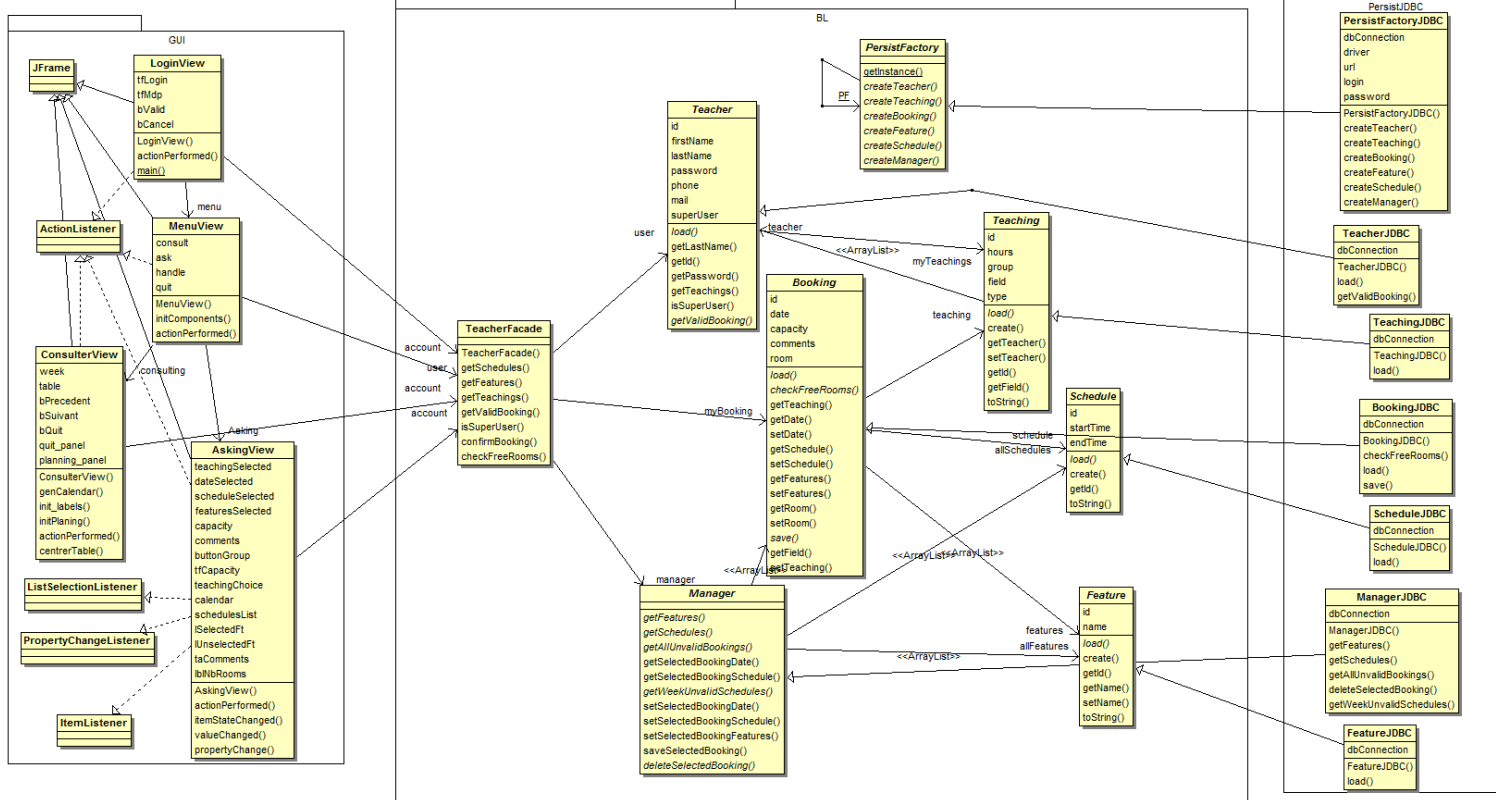 GUI
JFrame
LoginView
tfLogin
tfMdp
bValid
bCancel
LoginView()
actionPerformed()
main()
menu
ActionListener
MenuView
consult
ask
handle
quit
MenuView()
initComponents()
actionPerformed()
consulting
ConsulterView
week
table
bPrecedent
bSuivant
bQuit
quit_panel
planning_panel
ConsulterView()
genCalendar()
init_labels()
initPlaning()
actionPerformed()
centrerTable()
Asking
AskingView
teachingSelected
dateSelected
scheduleSelected
featuresSelected
capacity
comments
buttonGroup
tfCapacity
teachingChoice
calendar
schedulesList
lSelectedFt
lUnselectedFt
taComments
lblNbRooms
AskingView()
actionPerformed()
itemStateChanged()
valueChanged()
propertyChange()
ListSelectionListener
PropertyChangeListener
ItemListener
BL
account
user
account
account
TeacherFacade
TeacherFacade()
getSchedules()
getFeatures()
getTeachings()
getValidBooking()
isSuperUser()
confirmBooking()
checkFreeRooms()
user
myBooking
manager
PersistFactory
getInstance()
createTeacher()
createTeaching()
createBooking()
createFeature()
createSchedule()
createManager()
PF
Teacher
id
firstName
lastName
password
phone
mail
superUser
load()
getLastName()
getId()
getPassword()
getTeachings()
isSuperUser()
getValidBooking()
teacher
<<ArrayList>>
myTeachings
teaching
Teaching
id
hours
group
field
type
load()
create()
getTeacher()
setTeacher()
getId()
getField()
toString()
Booking
id
date
capacity
comments
room
load()
checkFreeRooms()
getTeaching()
getDate()
setDate()
getSchedule()
setSchedule()
getFeatures()
setFeatures()
getRoom()
setRoom()
save()
getField()
setTeaching()
schedule
allSchedules
Schedule
id
startTime
endTime
load()
create()
getId()
toString()
<<ArrayList>>
<<ArrayList>>
<<ArrayList>>
Manager
getFeatures()
getSchedules()
getAllUnvalidBookings()
getSelectedBookingDate()
getSelectedBookingSchedule()
getWeekUnvalidSchedules()
setSelectedBookingDate()
setSelectedBookingSchedule()
setSelectedBookingFeatures()
saveSelectedBooking()
deleteSelectedBooking()
features
allFeatures
<<ArrayList>>
Feature
id
name
load()
create()
getId()
getName()
setName()
toString()
PersistJDBC
PersistFactoryJDBC
dbConnection
driver
url
login
password
PersistFactoryJDBC()
createTeacher()
createTeaching()
createBooking()
createFeature()
createSchedule()
createManager()
TeacherJDBC
dbConnection
TeacherJDBC()
load()
getValidBooking()
TeachingJDBC
dbConnection
TeachingJDBC()
load()
BookingJDBC
dbConnection
BookingJDBC()
checkFreeRooms()
load()
save()
ScheduleJDBC
dbConnection
ScheduleJDBC()
load()
ManagerJDBC
dbConnection
ManagerJDBC()
getFeatures()
getSchedules()
getAllUnvalidBookings()
deleteSelectedBooking()
getWeekUnvalidSchedules()
FeatureJDBC
dbConnection
FeatureJDBC()
load()